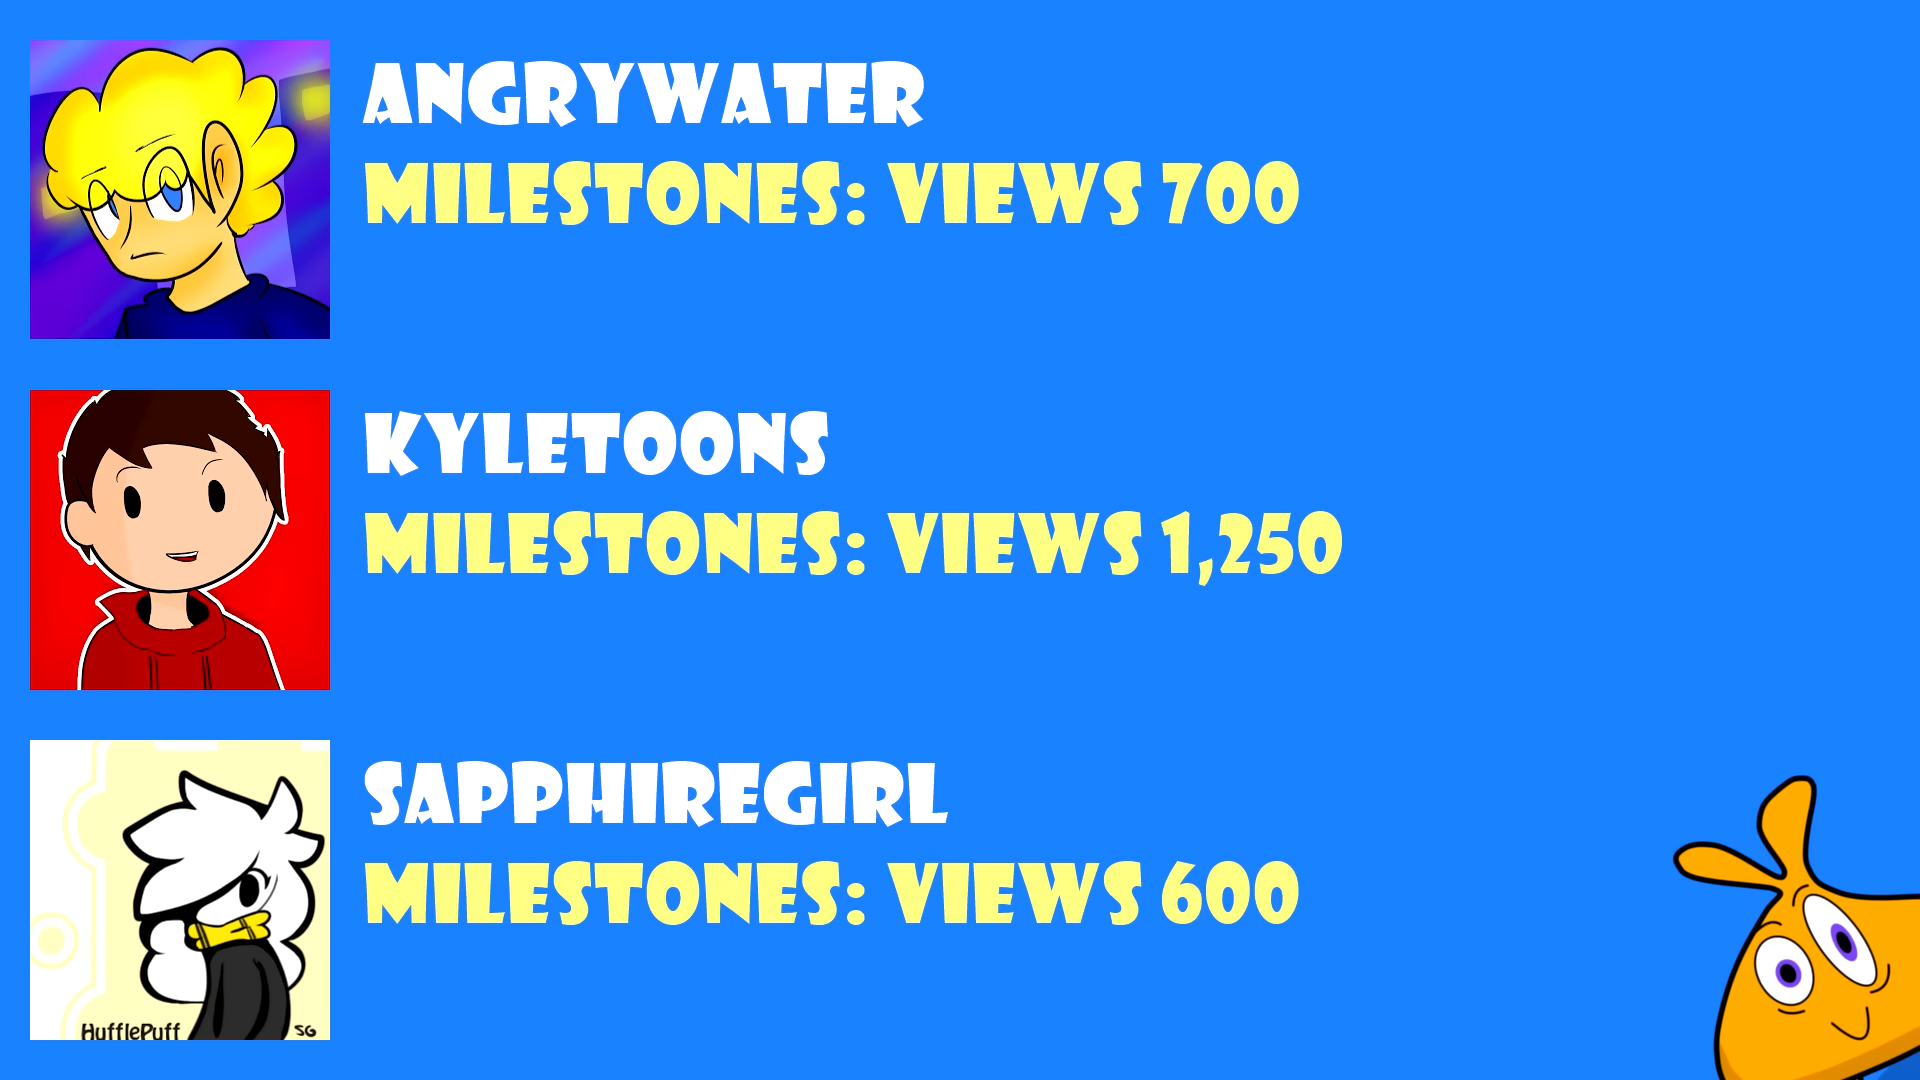 ANGRYWATER
MILESTONES: VIEWS 700
KYLETOONS
MILESTONES: VIEWS 1,250
SAPPHIREGIRL
MILESTONES: VIEWS 600
HufflePuff
SG